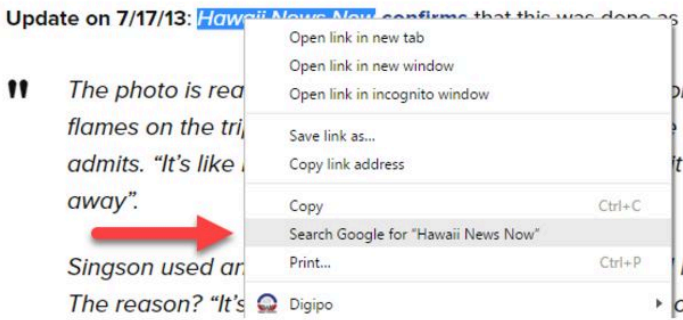 Update on 7/17/13: Hawaii News Now confirms that this was done as
Open link in new tab
Open link in new window
Open link in incognito window
Save link as...
Copy link address
Copy Ctrl+C
Search Google for “Hawaii News Now”
Print... Ctrl+P
Digipo
" The photo is rea
flames on the tri
admits. “It’s like
away”.
Singson used an
The reason? “It’s